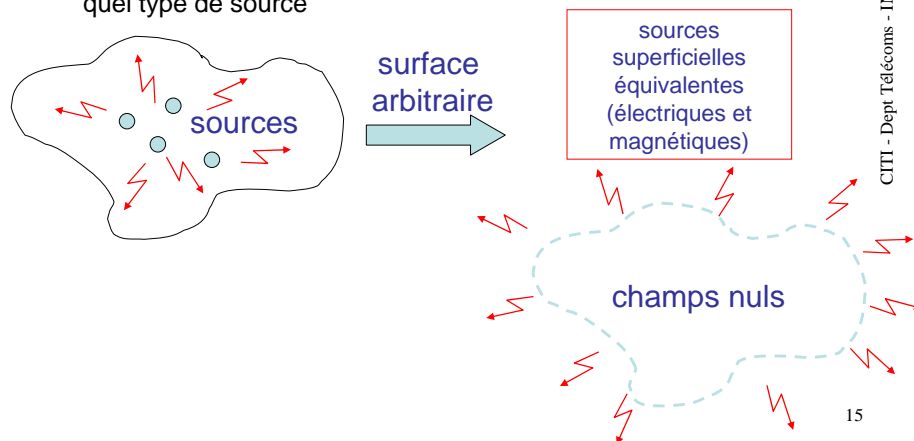 quel type de source
sources
surface
arbitraire
sources
superficielles
équivalentes
(électriques et
magnétiques)
champs nuls
CITI - Dept Télécoms -
15